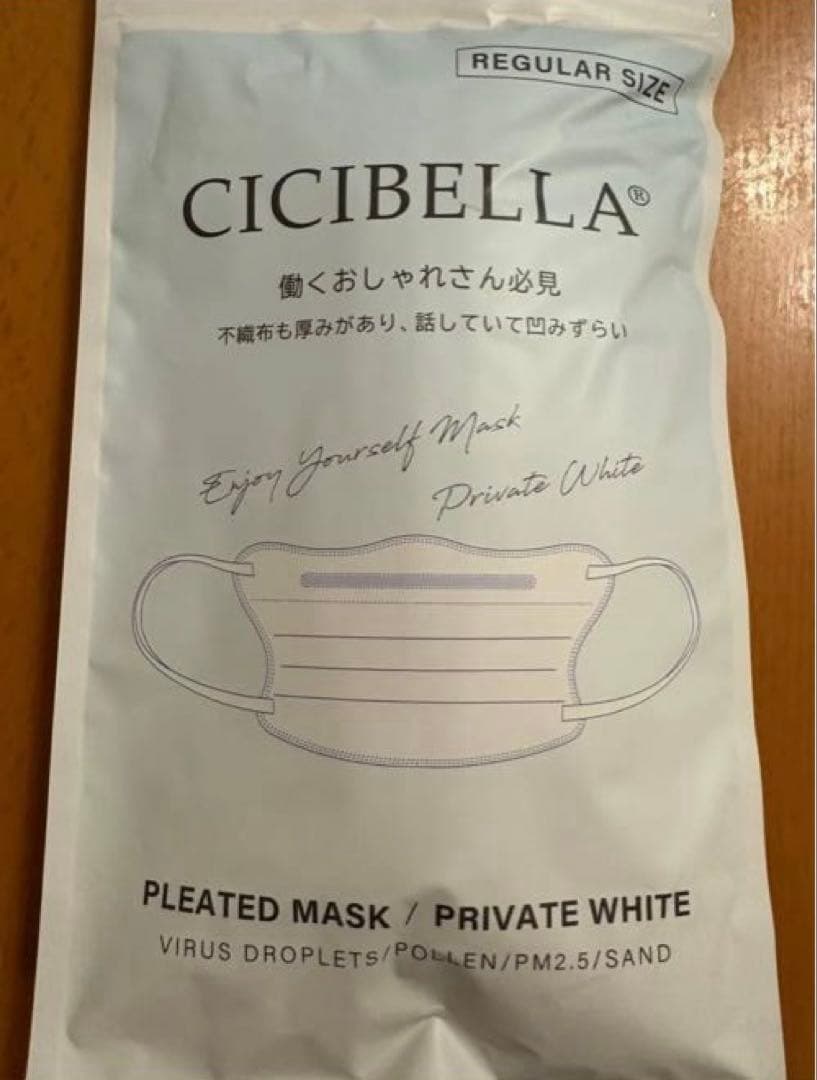 REGULAR SIZE
CICIBELLA®
働くおしゃれさん必見
不織布も厚みがあり、話していて凹みずらい
Enjoy Yourself Mask
Private White
PLEATED MASK / PRIVATE WHITE
VIRUS DROPLETS/POLLEN/PM2.5/SAND